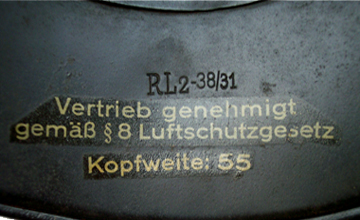 RL2-38/31
Vertrieb genehmigt
gemäß § 8 Luftschutzgesetz
Kopfweite: 55